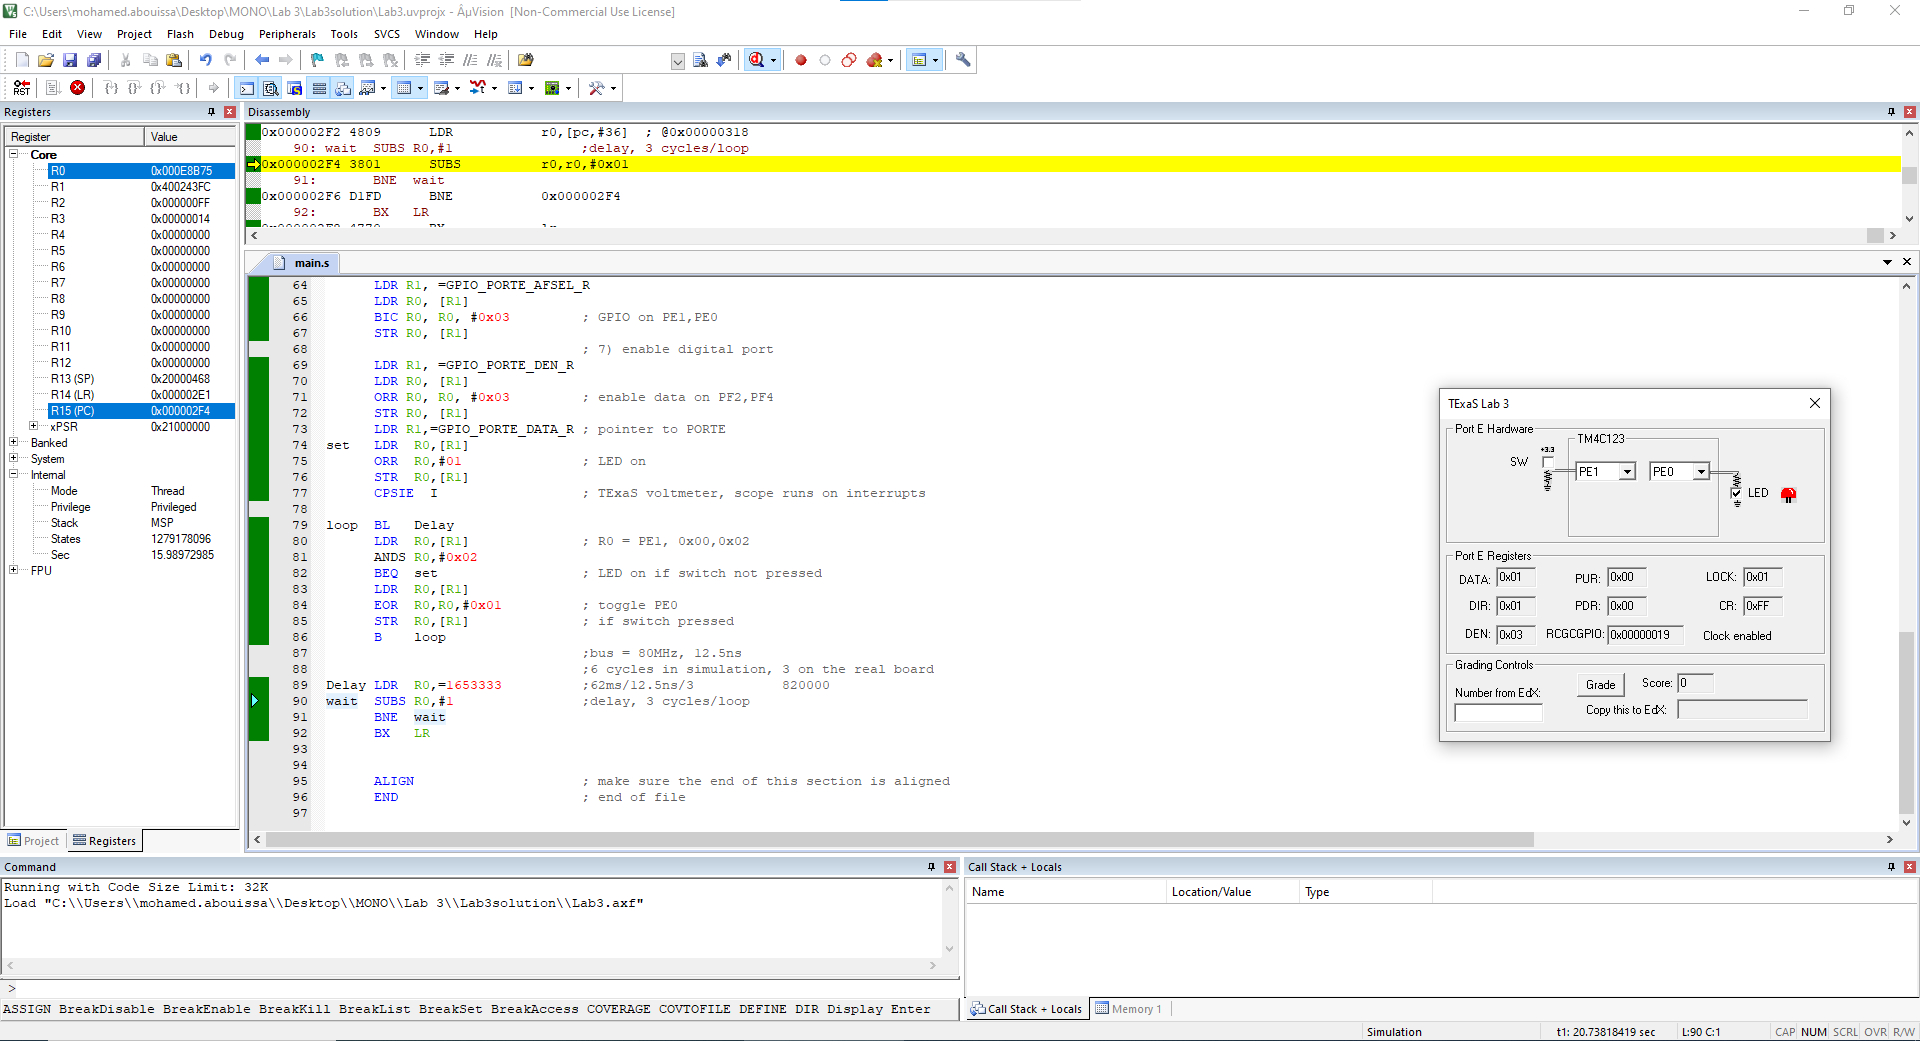 C:\Users\mohamed.abouissa\Desktop\MONO\Lab 3\Lab3solution\Lab3.uvprojx - ÂµVision  [Non-Commercial Use License]
File Edit View Project Flash Debug Peripherals Tools SVCS Window Help
RST
Registers
Register Value
Core
R0 0x000E8B75
R1 0x400243FC
R2 0x000000FF
R3 0x00000014
R4 0x00000000
R5 0x00000000
R6 0x00000000
R7 0x00000000
R8 0x00000000
R9 0x00000000
R10 0x00000000
R11 0x00000000
R12 0x00000000
R13 (SP) 0x20000468
R14 (LR) 0x000002E1
R15 (PC) 0x000002F4
xPSR 0x21000000
Banked
System
Internal
Mode Thread
Privilege Privileged
Stack MSP
States 1279178096
Sec 15.98972985
FPU
Project Registers
Disassembly
0x000002F2 4809 LDR r0,[pc,#36] ; @0x00000318
90: wait SUBS R0,#1 ;delay, 3 cycles/loop
0x000002F4 3801 SUBS r0,r0,#0x01
91: BNE wait
0x000002F6 D1FD BNE 0x000002F4
92: BX LR
main.s
64 LDR R1, =GPIO_PORTE_AFSEL_R
65 LDR R0, [R1]
66 BIC R0, R0, #0x03 ; GPIO on PE1,PE0
67 STR R0, [R1]
68 ; 7) enable digital port
69 LDR R1, =GPIO_PORTE_DEN_R
70 LDR R0, [R1]
71 ORR R0, R0, #0x03 ; enable data on PF2,PF4
72 STR R0, [R1]
73 LDR R1,=GPIO_PORTE_DATA_R ; pointer to PORTE
74 set LDR R0,[R1]
75 ORR R0,#01 ; LED on
76 STR R0,[R1]
77 CPSIE I ; TExaS voltmeter, scope runs on interrupts
78
79 loop BL Delay
80 LDR R0,[R1] ; R0 = PE1, 0x00,0x02
81 ANDS R0,#0x02
82 BEQ set ; LED on if switch not pressed
83 LDR R0,[R1]
84 EOR R0,R0,#0x01 ; toggle PE0
85 STR R0,[R1] ; if switch pressed
86 B loop
87 ;bus = 80MHz, 12.5ns
88 ;6 cycles in simulation, 3 on the real board
89 Delay LDR R0,=1653333 ;62ms/12.5ns/3 820000
90 wait SUBS R0,#1 ;delay, 3 cycles/loop
91 BNE wait
92 BX LR
93
94
95 ALIGN ; make sure the end of this section is aligned
96 END ; end of file
97
TExaS Lab 3
Port E Hardware
TM4C123
+3.3
SW PE1 PE0 LED
Port E Registers
DATA: 0x01 PUR: 0x00 LOCK: 0x01
DIR: 0x01 PDR: 0x00 CR: 0xFF
DEN: 0x03 RCGCGPIO: 0x00000019 Clock enabled
Grading Controls
Number from EdX: Grade Score: 0
Copy this to EdX:
Command
Running with Code Size Limit: 32K
Load "C:\\Users\\mohamed.abouissa\\Desktop\\MONO\\Lab 3\\Lab3solution\\Lab3.axf"
>
ASSIGN BreakDisable BreakEnable BreakKill BreakList BreakSet BreakAccess COVERAGE COVTOFILE DEFINE DIR Display Enter
Call Stack + Locals
Name Location/Value Type
Call Stack + Locals Memory 1
Simulation t1: 20.73818419 sec L:90 C:1 CAP NUM SCRL OVR R/W